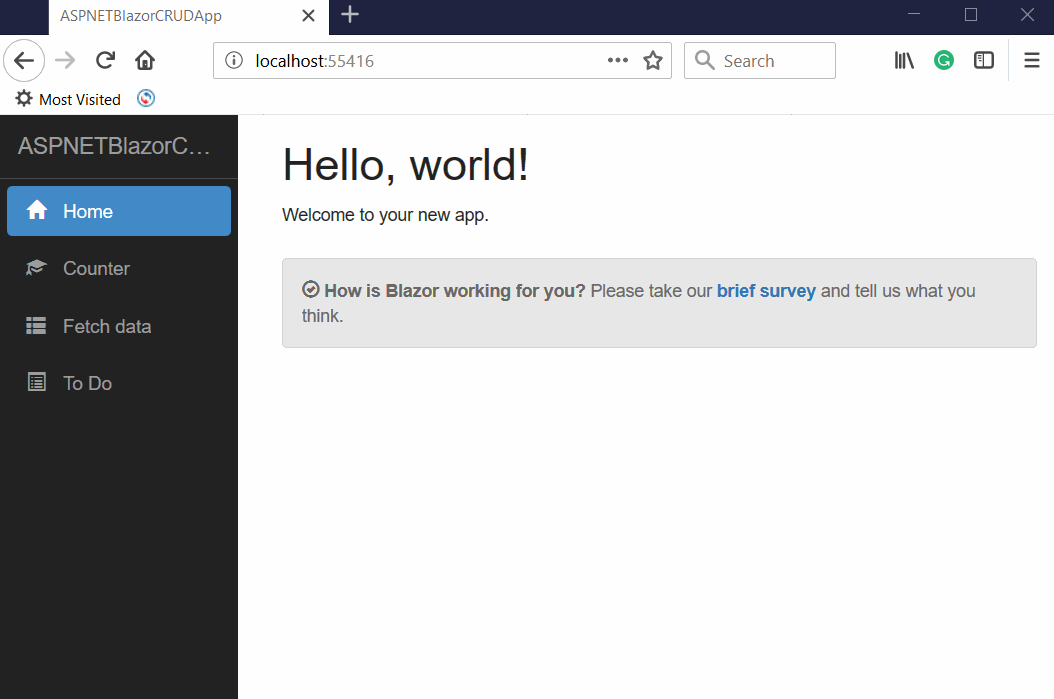 ASPNETBlazorCRUDApp
localhost:55416
Search
Most Visited
ASPNETBlazorC...
Home
Counter
Fetch data
To Do
Hello, world!
Welcome to your new app.
How is Blazor working for you? Please take our brief survey and tell us what you
think.